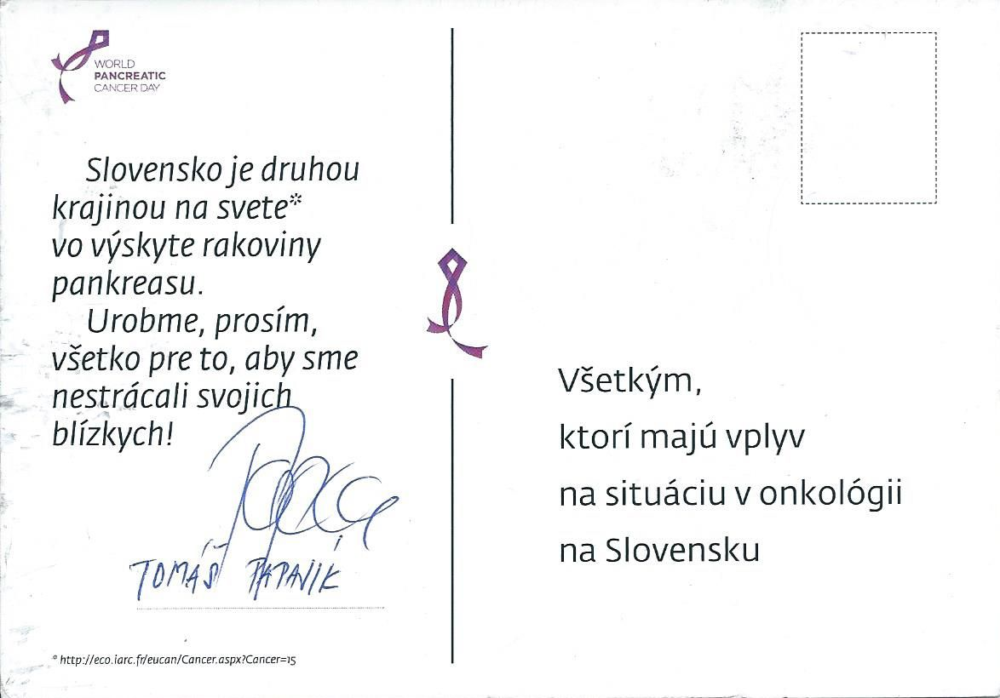 WORLD
PANCREATIC
CANCER DAY
Slovensko je druhou
krajinou na svete*
vo výskyte rakoviny
pankreasu.
Urobme, prosím,
všetko pre to, aby sme
nestrácali svojich
blízkych!
TOMÁŠ PAPANIK
* http://eco.iarc.fr/eucan/Cancer.aspx?Cancer=15
Všetkým,
ktorí majú vplyv
na situáciu v onkológii
na Slovensku